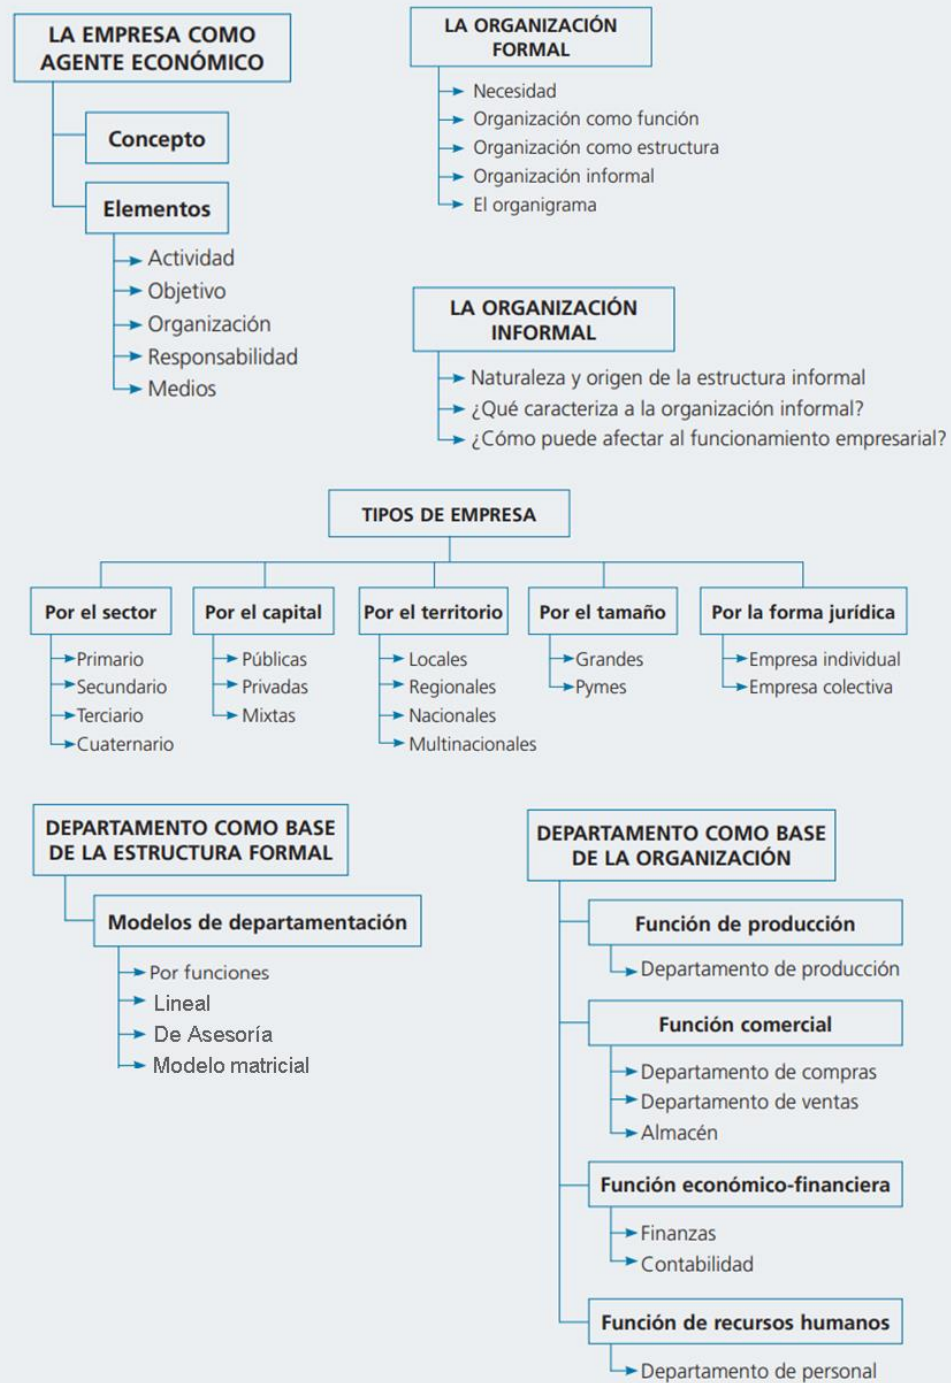 LA EMPRESA COMO
AGENTE ECONÓMICO
Concepto
Elementos
Actividad
Objetivo
Organización
Responsabilidad
Medios
LA ORGANIZACIÓN
FORMAL
Necesidad
Organización como función
Organización como estructura
Organización informal
El organigrama
LA ORGANIZACIÓN
INFORMAL
Naturaleza y origen de la estructura informal
¿Qué caracteriza a la organización informal?
¿Cómo puede afectar al funcionamiento empresarial?
TIPOS DE EMPRESA
Por el sector
Primario
Secundario
Terciario
Cuaternario
Por el capital
Públicas
Privadas
Mixtas
Por el territorio
Locales
Regionales
Nacionales
Multinacionales
Por el tamaño
Grandes
Pymes
Por la forma jurídica
Empresa individual
Empresa colectiva
DEPARTAMENTO COMO BASE
DE LA ESTRUCTURA FORMAL
Modelos de departamentación
Por funciones
Lineal
De Asesoría
Modelo matricial
DEPARTAMENTO COMO BASE
DE LA ORGANIZACIÓN
Función de producción
Departamento de producción
Función comercial
Departamento de compras
Departamento de ventas
Almacén
Función económico-financiera
Finanzas
Contabilidad
Función de recursos humanos
Departamento de personal